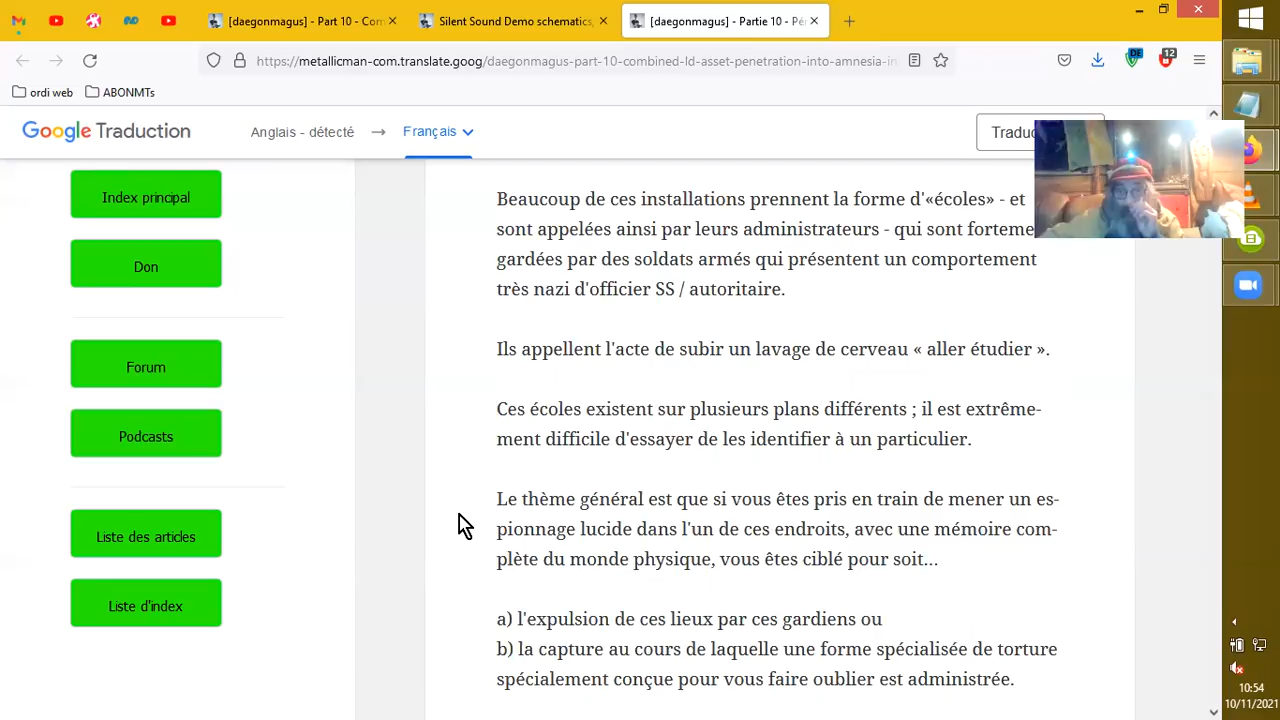 [daegonmagus] - Part 10 - Com
Silent Sound Demo schematics,
[daegonmagus] - Partie 10 - Pé
https://metallicman-com.translate.goog/daegonmagus-part-10-combined-ld-asset-penetration-into-amnesia-in
DE
12
ordi web
ABONMTs
Google Traduction
Anglais - détecté
Français
Traduc
Index principal
Don
Forum
Podcasts
Liste des articles
Liste d'index
Beaucoup de ces installations prennent la forme d'«écoles» - et
sont appelées ainsi par leurs administrateurs - qui sont forteme
gardées par des soldats armés qui présentent un comportement
très nazi d'officier SS / autoritaire.
Ils appellent l'acte de subir un lavage de cerveau « aller étudier ».
Ces écoles existent sur plusieurs plans différents ; il est extrême-
ment difficile d'essayer de les identifier à un particulier.
Le thème général est que si vous êtes pris en train de mener un es-
pionnage lucide dans l'un de ces endroits, avec une mémoire com-
plète du monde physique, vous êtes ciblé pour soit...
a) l'expulsion de ces lieux par ces gardiens ou
b) la capture au cours de laquelle une forme spécialisée de torture
spécialement conçue pour vous faire oublier est administrée.
10:54
10/11/2021